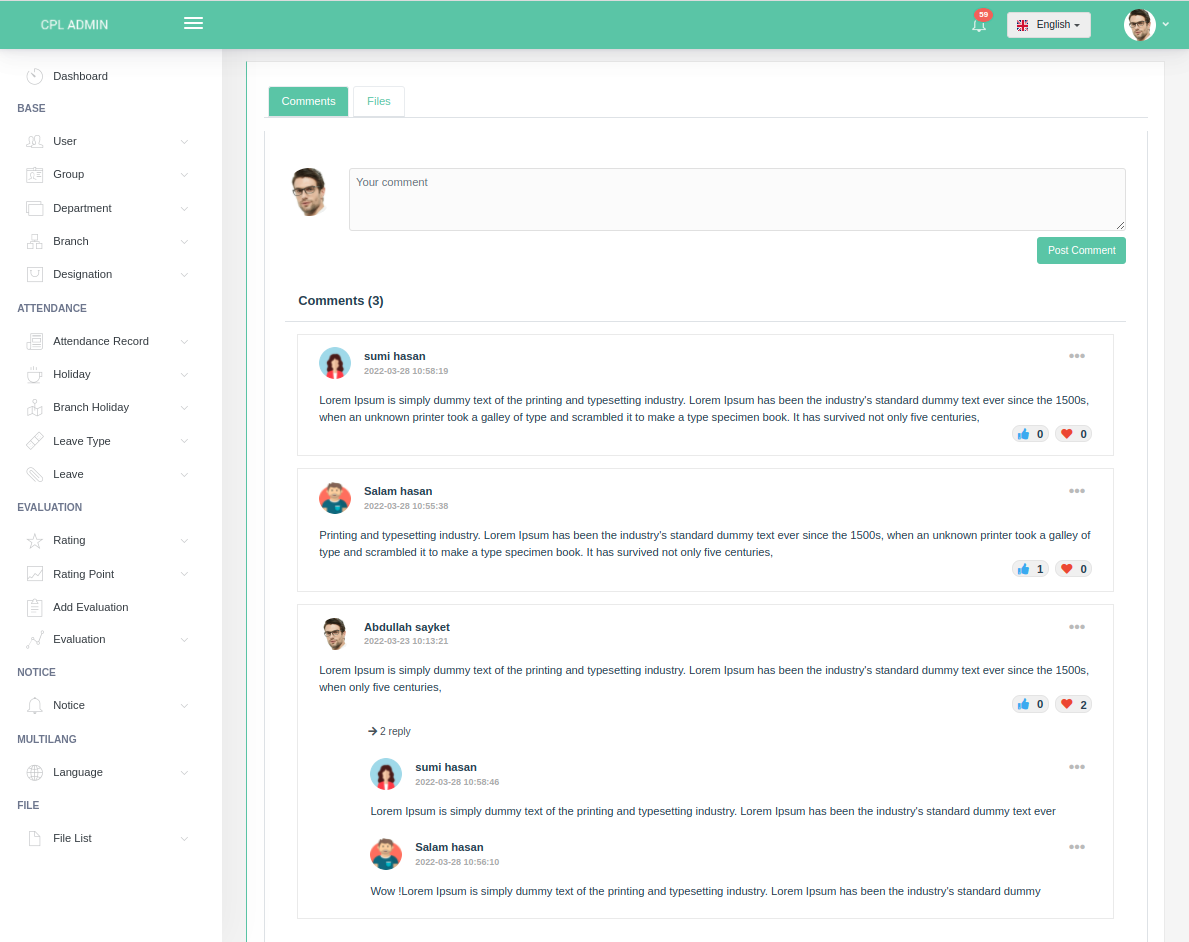 CPL ADMIN
59
English
Dashboard
BASE
User
Group
Department
Branch
Designation
ATTENDANCE
Attendance Record
Holiday
Branch Holiday
Leave Type
Leave
EVALUATION
Rating
Rating Point
Add Evaluation
Evaluation
NOTICE
Notice
MULTILANG
Language
FILE
File List
Comments
Files
Your comment
Post Comment
Comments (3)
sumi hasan
2022-03-28 10:58:19
Lorem Ipsum is simply dummy text of the printing and typesetting industry. Lorem Ipsum has been the industry's standard dummy text ever since the 1500s,
when an unknown printer took a galley of type and scrambled it to make a type specimen book. It has survived not only five centuries,
0 0
Salam hasan
2022-03-28 10:55:38
Printing and typesetting industry. Lorem Ipsum has been the industry's standard dummy text ever since the 1500s, when an unknown printer took a galley of
type and scrambled it to make a type specimen book. It has survived not only five centuries,
1 0
Abdullah sayket
2022-03-23 10:13:21
Lorem Ipsum is simply dummy text of the printing and typesetting industry. Lorem Ipsum has been the industry's standard dummy text ever since the 1500s,
when only five centuries,
0 2
2 reply
sumi hasan
2022-03-28 10:58:46
Lorem Ipsum is simply dummy text of the printing and typesetting industry. Lorem Ipsum has been the industry's standard dummy text ever
Salam hasan
2022-03-28 10:56:10
Wow !Lorem Ipsum is simply dummy text of the printing and typesetting industry. Lorem Ipsum has been the industry's standard dummy